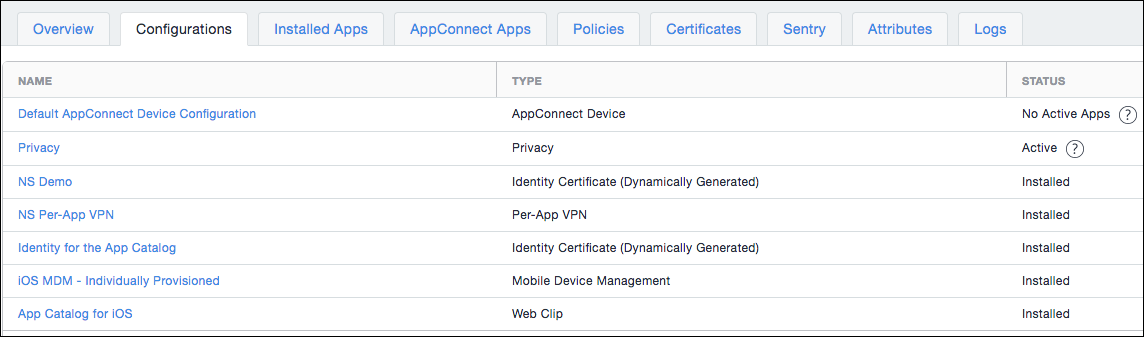 Overview Configurations Installed Apps AppConnect Apps Policies Certificates Sentry Attributes Logs
NAME TYPE STATUS
Default AppConnect Device Configuration AppConnect Device No Active Apps ?
Privacy Privacy Active ?
NS Demo Identity Certificate (Dynamically Generated) Installed
NS Per-App VPN Per-App VPN Installed
Identity for the App Catalog Identity Certificate (Dynamically Generated) Installed
iOS MDM - Individually Provisioned Mobile Device Management Installed
App Catalog for iOS Web Clip Installed